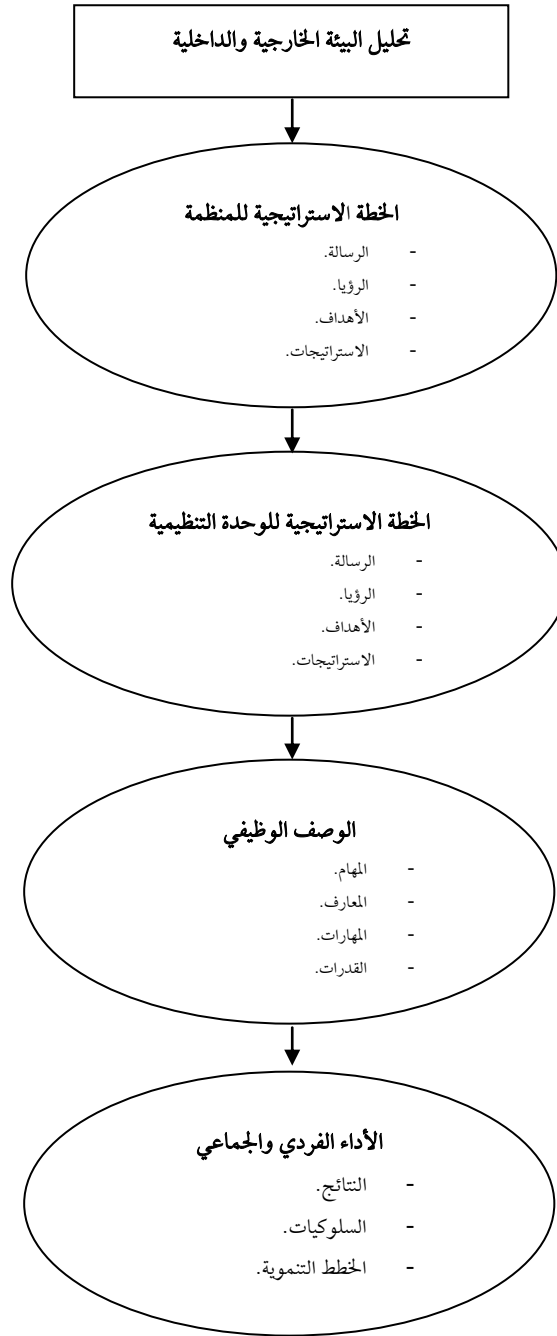 تحليل البيئة الخارجية والداخلية
الخطة الاستراتيجية للمنظمة
- الرسالة.
- الرؤيا.
- الأهداف.
- الاستراتيجات.
الخطة الاستراتيجية للوحدة التنظيمية
- الرسالة.
- الرؤيا.
- الأهداف.
- الاستراتيجات.
الوصف الوظيفي
- المهام.
- المعارف.
- المهارات.
- القدرات.
الأداء الفردي والجماعي
- النتائج.
- السلوكيات.
- الخطط التنموية.